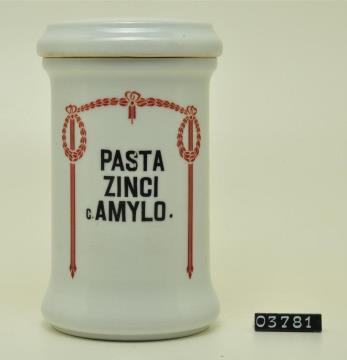 PASTA
ZINCI
C. AMYLO.
03781